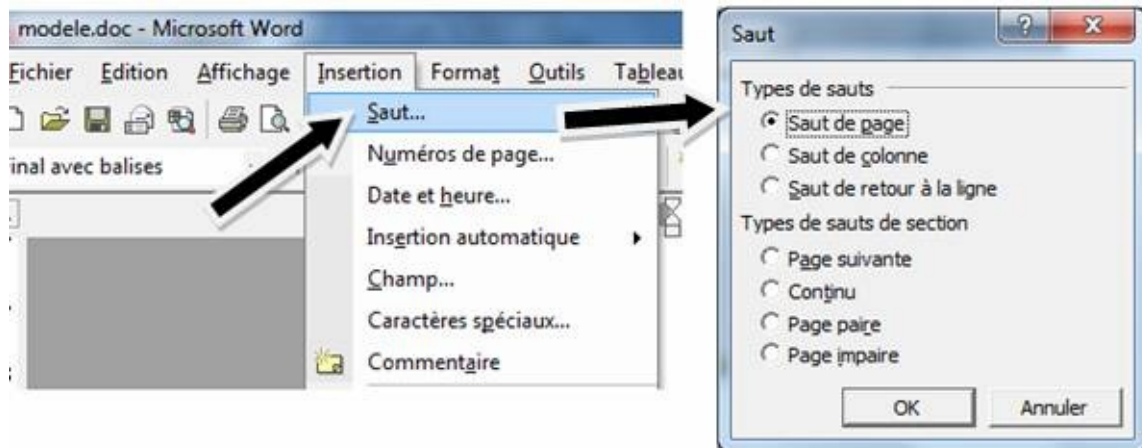 modele.doc - Microsoft Word
Fichier Edition Affichage Insertion Format Outils Tableau
inal avec balises
Saut...
Numéros de page...
Date et heure...
Insertion automatique
Champ...
Caractères spéciaux...
Commentaire
Saut
Types de sauts
Saut de page
Saut de colonne
Saut de retour à la ligne
Types de sauts de section
Page suivante
Continu
Page paire
Page impaire
OK Annuler